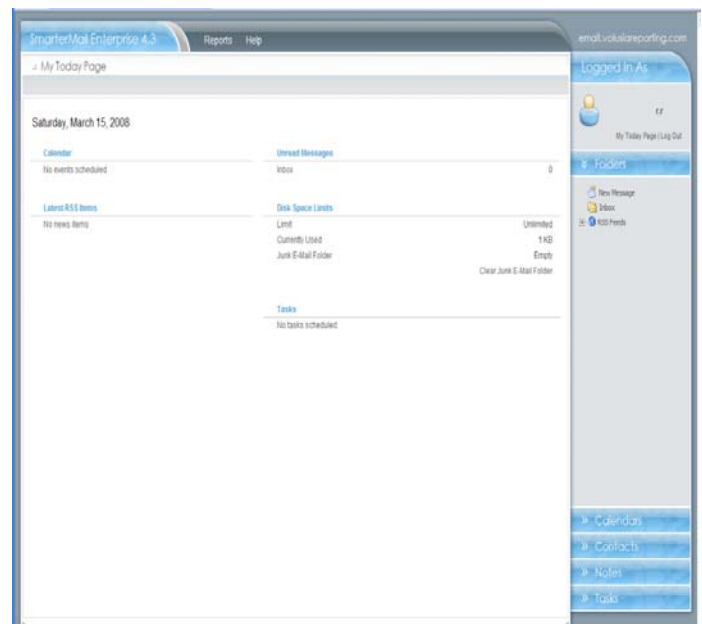 SmarterMail Enterprise 4.3
Reports Help
email.volusiareporting.com
My Today Page
Logged In As
rr
My Today Page | Log Out
Saturday, March 15, 2008
Calendar
No events scheduled
Unread Messages
Inbox 0
Latest RSS Items
No news items
Disk Space Limits
Limit Unlimited
Currently Used 1 KB
Junk E-Mail Folder Empty
Clear Junk E-Mail Folder
Tasks
No tasks scheduled
Folders
New Message
Inbox
RSS Feeds
Calendars
Contacts
Notes
Tasks